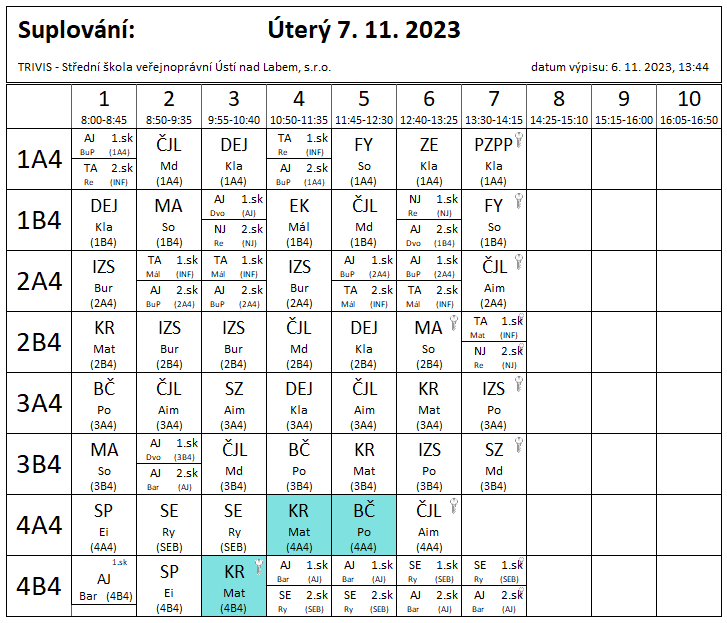 Suplování: Úterý 7. 11. 2023
TRIVIS - Střední škola veřejnoprávní Ústí nad Labem, s.r.o. datum výpisu: 6. 11. 2023, 13:44
1 2 3 4 5 6 7 8 9 10
8:00-8:45 8:50-9:35 9:55-10:40 10:50-11:35 11:45-12:30 12:40-13:25 13:30-14:15 14:25-15:10 15:15-16:00 16:05-16:50
1A4
AJ 1.sk
BuP (1A4)
TA 2.sk
Re (INF)
ČJL
Md
(1A4)
DEJ
Kla
(1A4)
TA 1.sk
Re (INF)
AJ 2.sk
BuP (1A4)
FY
So
(1A4)
ZE
Kla
(1A4)
PZPP
Kla
(1A4)
1B4
DEJ
Kla
(1B4)
MA
So
(1B4)
AJ 1.sk
Dvo (AJ)
NJ 2.sk
Re (NJ)
EK
Mál
(1B4)
ČJL
Md
(1B4)
NJ 1.sk
Re (NJ)
AJ 2.sk
Dvo (1B4)
FY
So
(1B4)
2A4
IZS
Bur
(2A4)
TA 1.sk
Mál (INF)
AJ 2.sk
BuP (2A4)
TA 1.sk
Mál (INF)
AJ 2.sk
BuP (2A4)
IZS
Bur
(2A4)
AJ 1.sk
BuP (2A4)
TA 2.sk
Mál (INF)
AJ 1.sk
BuP (2A4)
TA 2.sk
Mál (INF)
ČJL
Aim
(2A4)
2B4
KR
Mat
(2B4)
IZS
Bur
(2B4)
IZS
Bur
(2B4)
ČJL
Md
(2B4)
DEJ
Kla
(2B4)
MA
So
(2B4)
TA 1.sk
Mat (INF)
NJ 2.sk
Re (NJ)
3A4
BČ
Po
(3A4)
ČJL
Aim
(3A4)
SZ
Aim
(3A4)
DEJ
Kla
(3A4)
ČJL
Aim
(3A4)
KR
Mat
(3A4)
IZS
Po
(3A4)
3B4
MA
So
(3B4)
AJ 1.sk
Dvo (3B4)
AJ 2.sk
Bar (AJ)
ČJL
Md
(3B4)
BČ
Po
(3B4)
KR
Mat
(3B4)
IZS
Po
(3B4)
SZ
Md
(3B4)
4A4
SP
Ei
(4A4)
SE
Ry
(SEB)
SE
Ry
(SEB)
KR
Mat
(4A4)
BČ
Po
(4A4)
ČJL
Aim
(4A4)
4B4
1.sk
AJ
Bar (4B4)
SP
Ei
(4B4)
KR
Mat
(4B4)
AJ 1.sk
Bar (AJ)
SE 2.sk
Ry (SEB)
AJ 1.sk
Bar (AJ)
SE 2.sk
Ry (SEB)
SE 1.sk
Ry (SEB)
AJ 2.sk
Bar (AJ)
SE 1.sk
Ry (SEB)
AJ 2.sk
Bar (AJ)